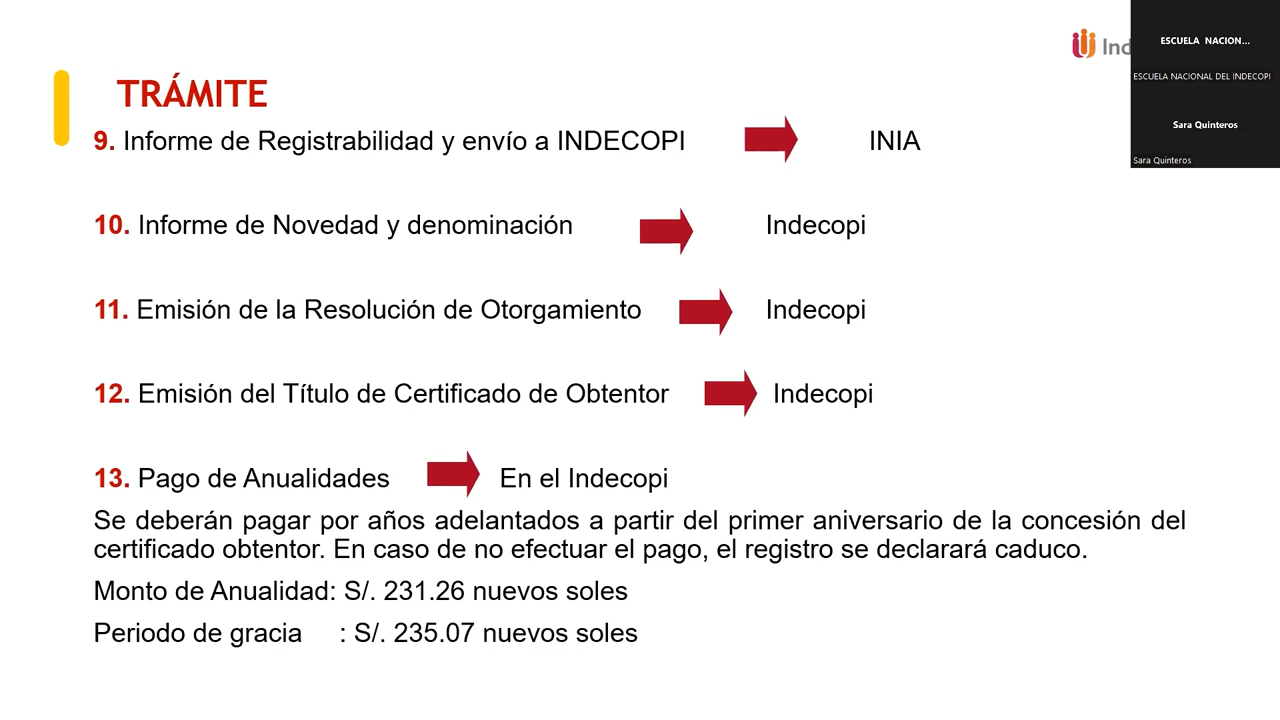 TRÁMITE
9. Informe de Registrabilidad y envío a INDECOPI INIA
10. Informe de Novedad y denominación Indecopi
11. Emisión de la Resolución de Otorgamiento Indecopi
12. Emisión del Título de Certificado de Obtentor Indecopi
13. Pago de Anualidades En el Indecopi
Se deberán pagar por años adelantados a partir del primer aniversario de la concesión del
certificado obtentor. En caso de no efectuar el pago, el registro se declarará caduco.
Monto de Anualidad: S/. 231.26 nuevos soles
Periodo de gracia : S/. 235.07 nuevos soles
Ind
ESCUELA NACION...
ESCUELA NACIONAL DEL INDECOPI
Sara Quinteros
Sara Quinteros